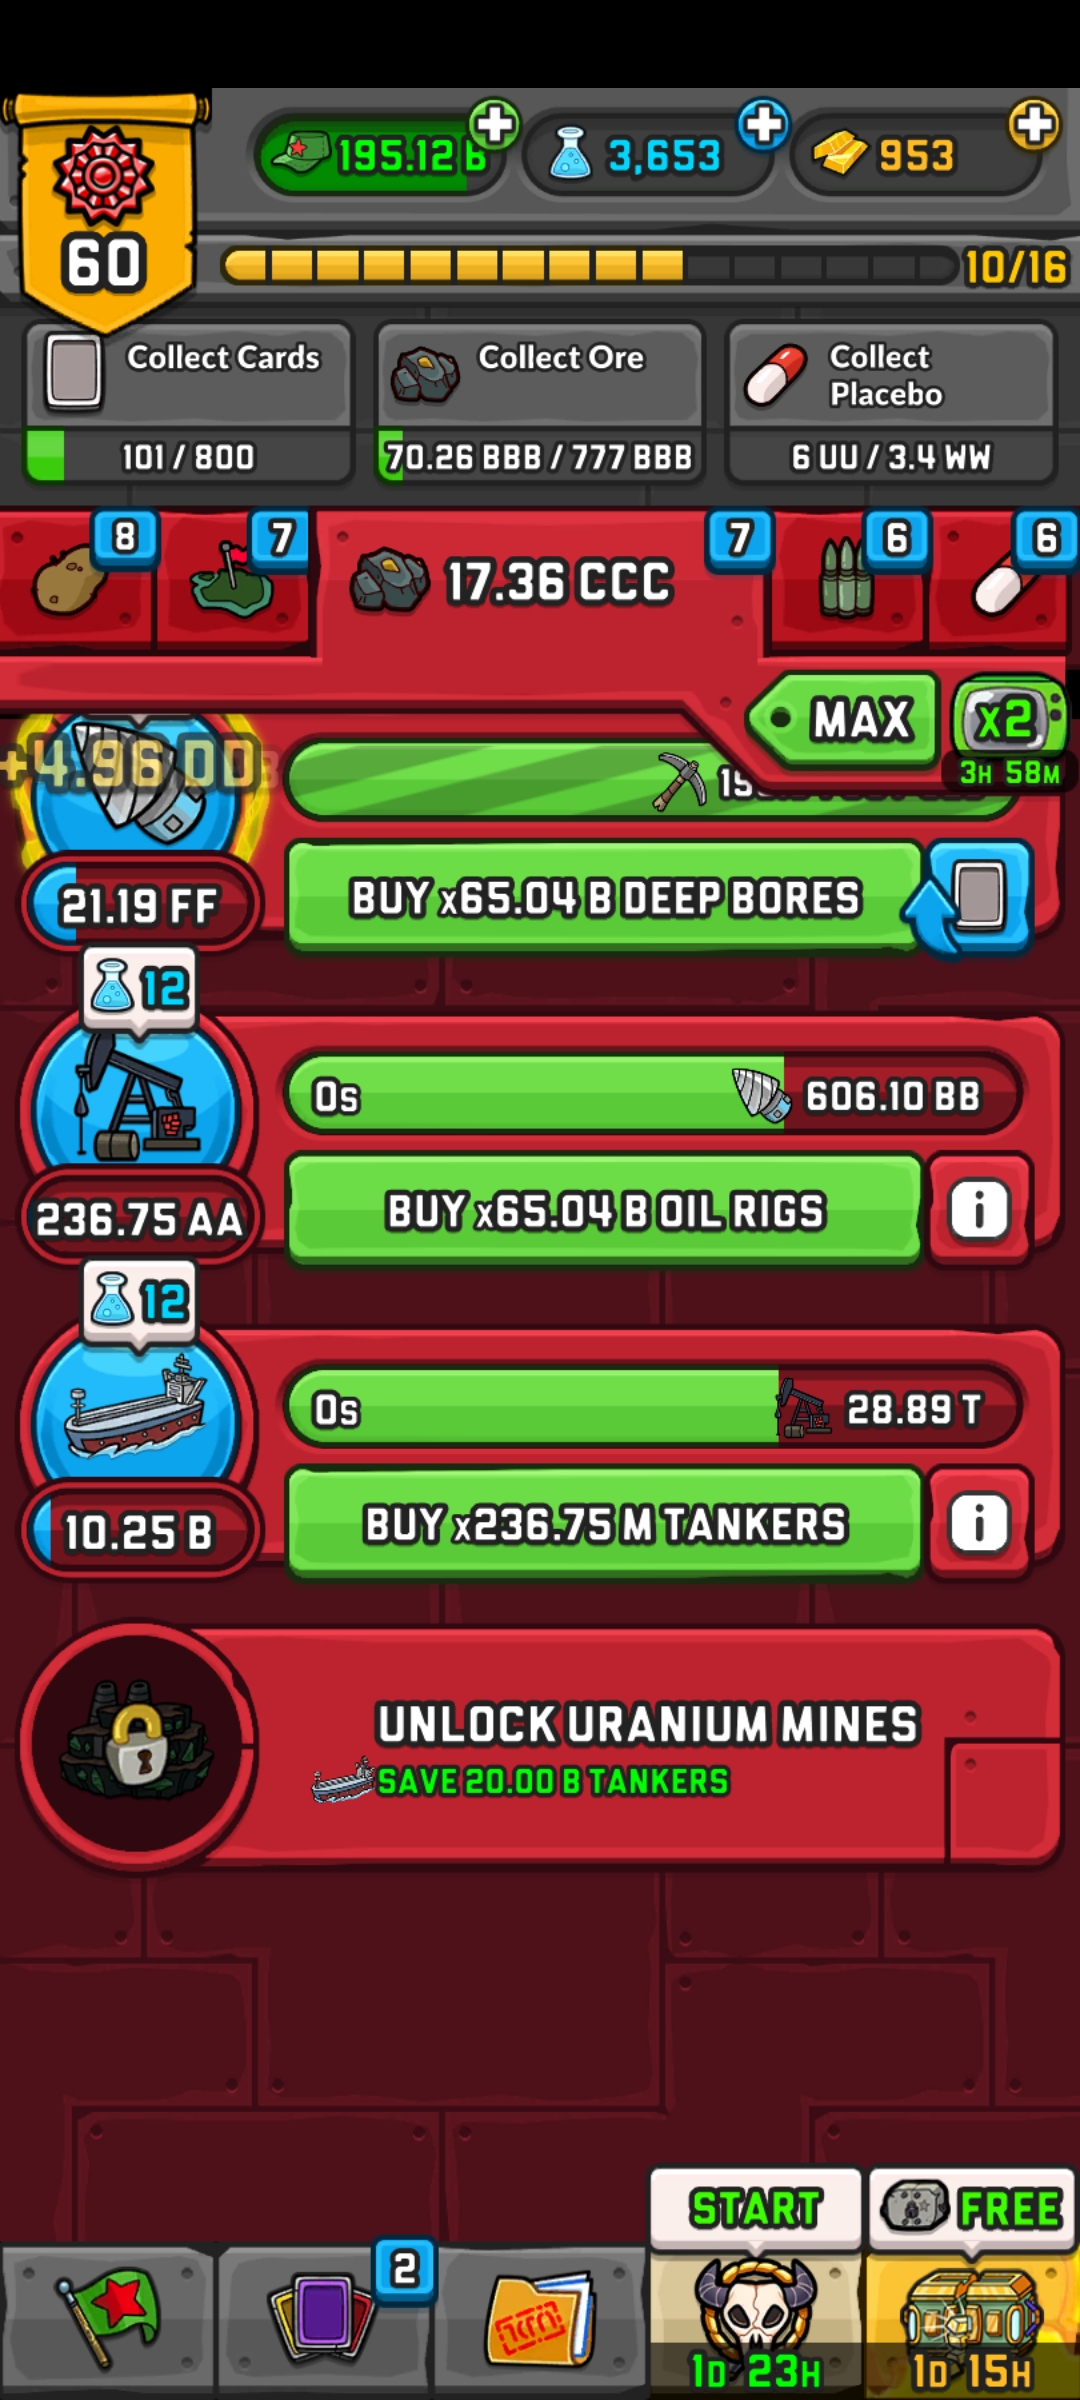 195.12 B
3,653
953
60
10/16
Collect Cards
101 / 800
Collect Ore
70.26 BBB / 777 BBB
Collect
Placebo
6 UU / 3.4 WW
8
7
17.36 CCC
7
6
6
MAX
x2
3H 58M
+4.96 DD
21.19 FF
BUY x65.04 B DEEP BORES
12
0s
606.10 BB
236.75 AA
BUY x65.04 B OIL RIGS
i
12
0s
28.89 T
10.25 B
BUY x236.75 M TANKERS
i
UNLOCK URANIUM MINES
SAVE 20.00 B TANKERS
START
FREE
2
1D 23H
1D 15H